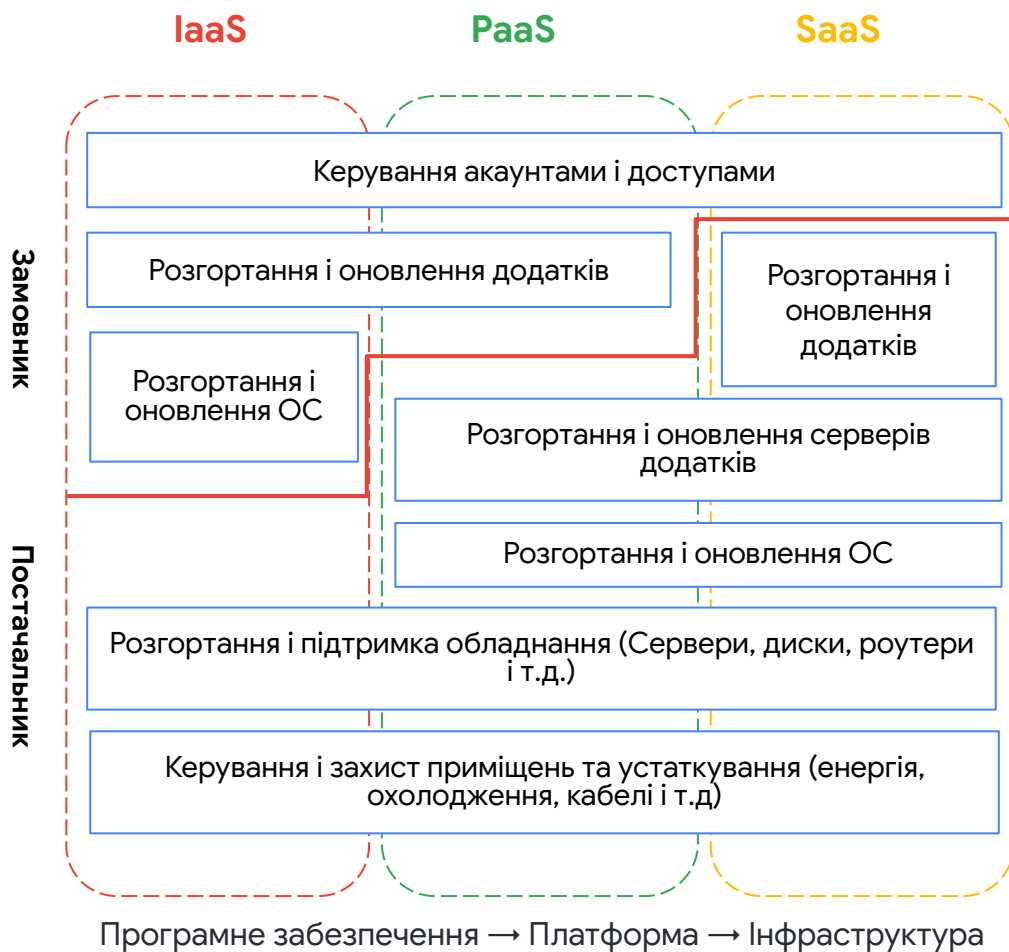 IaaS
PaaS
SaaS
Замовник
Постачальник
Керування акаунтами і доступами
Розгортання і оновлення додатків
Розгортання і
оновлення
додатків
Розгортання і
оновлення ОС
Розгортання і оновлення серверів
додатків
Розгортання і оновлення ОС
Розгортання і підтримка обладнання (Сервери, диски, роутери
і т.д.)
Керування і захист приміщень та устаткування (енергія,
охолодження, кабелі і т.д)
Програмне забезпечення → Платформа → Інфраструктура